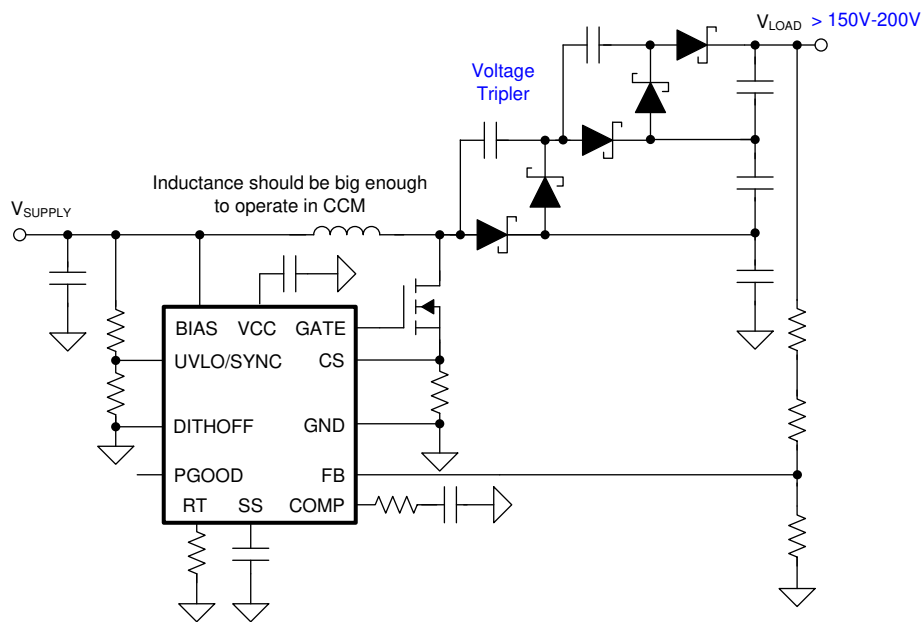 VLOAD > 150V-200V
Voltage
Tripler
Inductance should be big enough
to operate in CCM
VSUPPLY
BIAS VCC GATE
UVLO/SYNC CS
DITHOFF GND
PGOOD FB
RT SS COMP